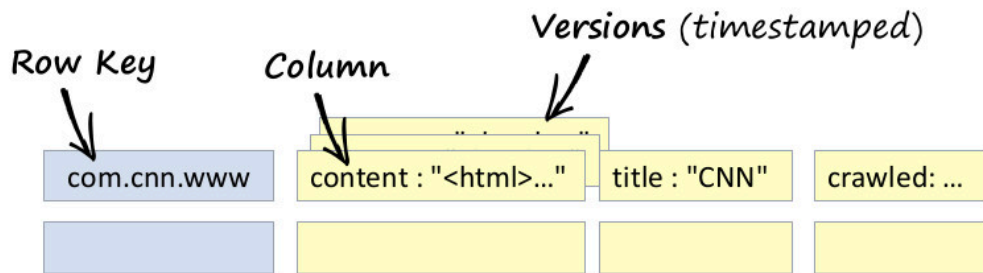 Versions (timestamped)
Row Key
Column
com.cnn.www
content : "<html>..."
title : "CNN"
crawled: ...